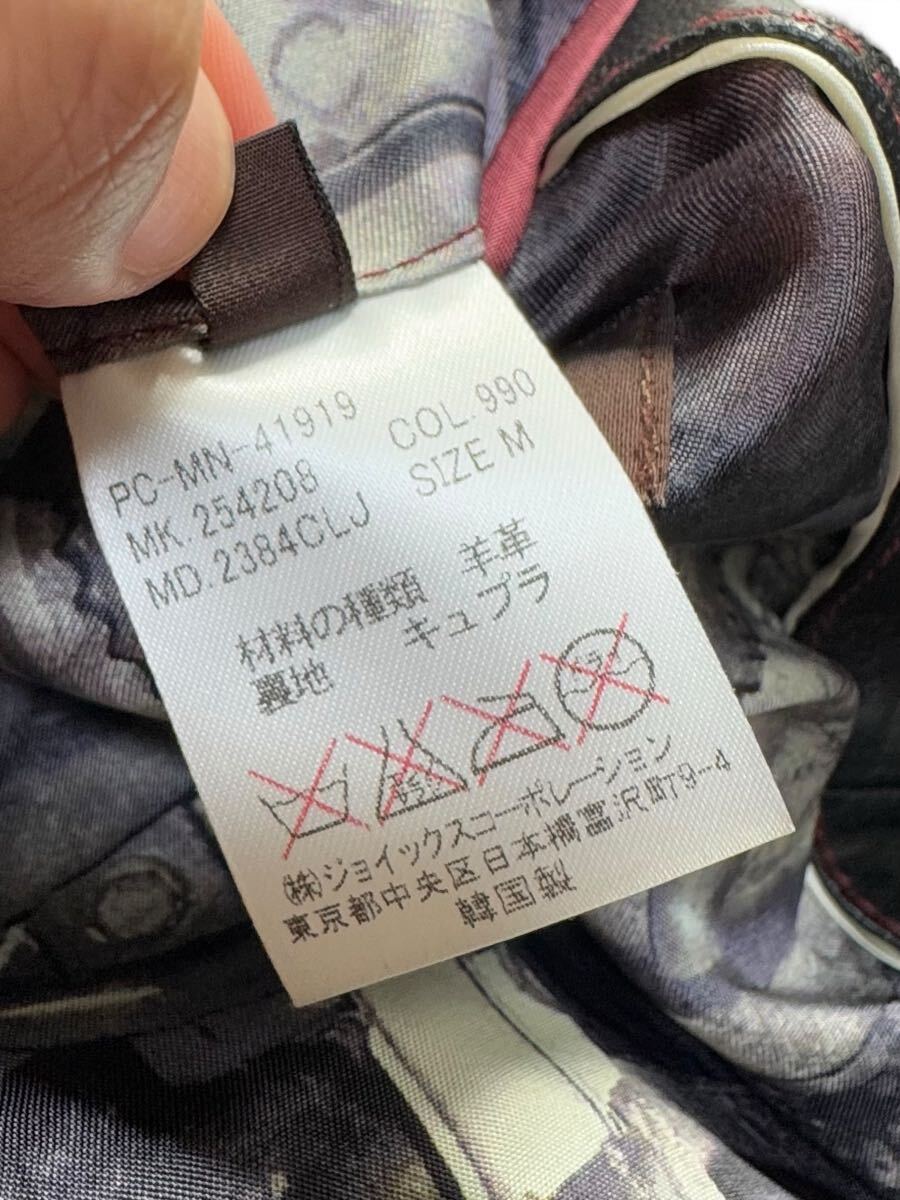 PC-MN-41919
MK.254208 COL.990
MD.2384CLJ SIZE M
材料の種類 羊革
裏地 キュプラ
(株)ジョイックスコーポレーション
東京都中央区日本橋富沢町9-4
韓国製